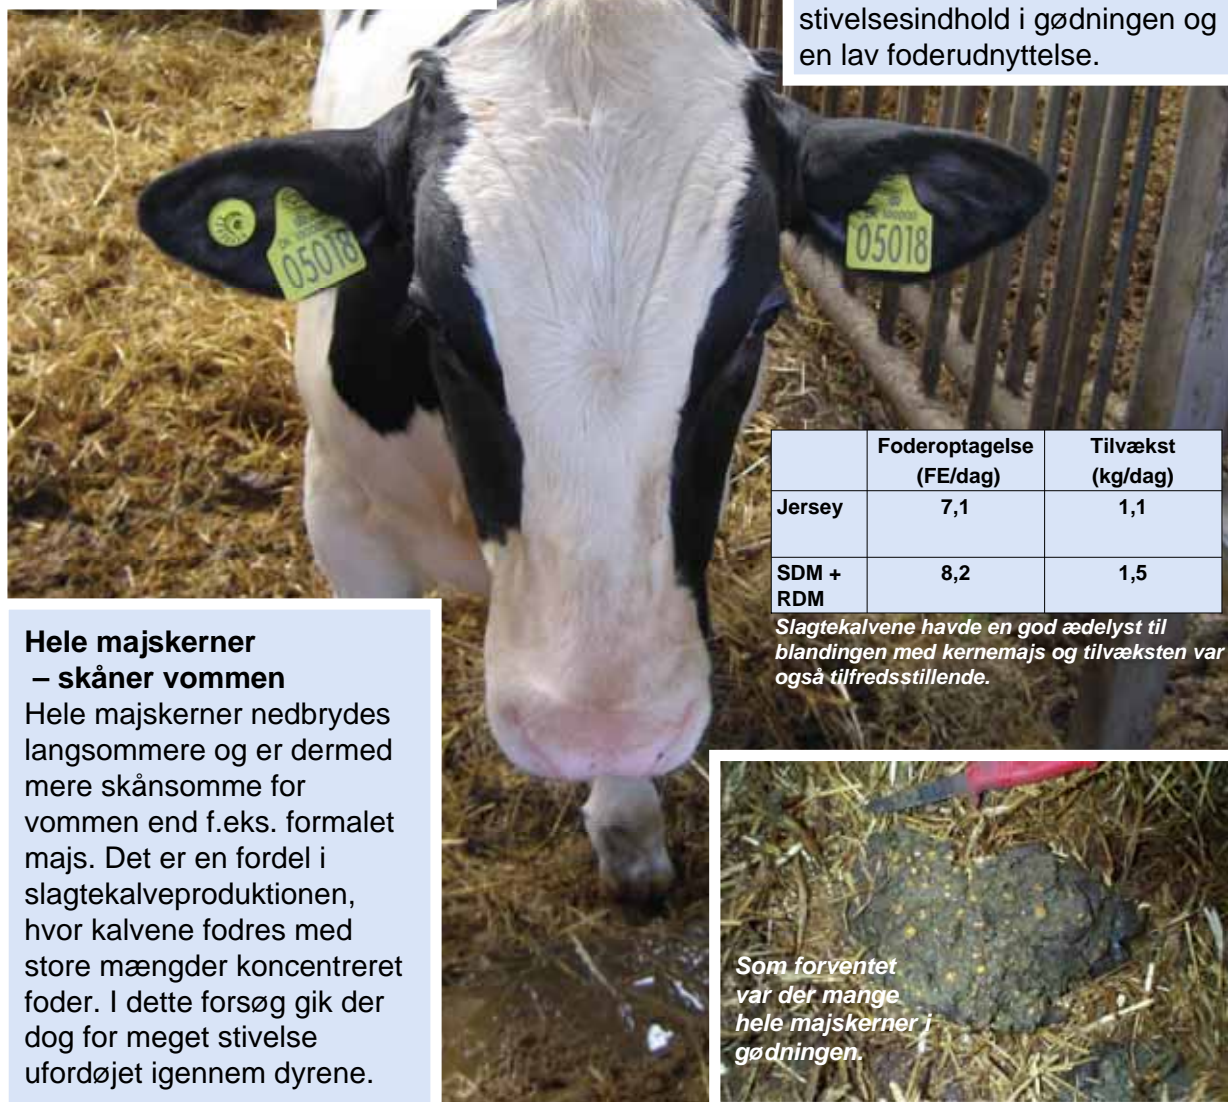 stivelsesindhold i gødningen og
en lav foderudnyttelse.
05018
05018
Foderoptagelse
(FE/dag)
Tilvækst
(kg/dag)
Jersey 7,1 1,1
SDM + 8,2 1,5
RDM
Slagtekalvene havde en god ædelyst til
blandingen med kernemajs og tilvæksten var
også tilfredsstillende.
Hele majskerner
– skåner vommen
Hele majskerner nedbrydes
langsommere og er dermed
mere skånsomme for
vommen end f.eks. formalet
majs. Det er en fordel i
slagtekalveproduktionen,
hvor kalvene fodres med
store mængder koncentreret
foder. I dette forsøg gik der
dog for meget stivelse
ufordøjet igennem dyrene.
Som forventet
var der mange
hele majskerner i
gødningen.